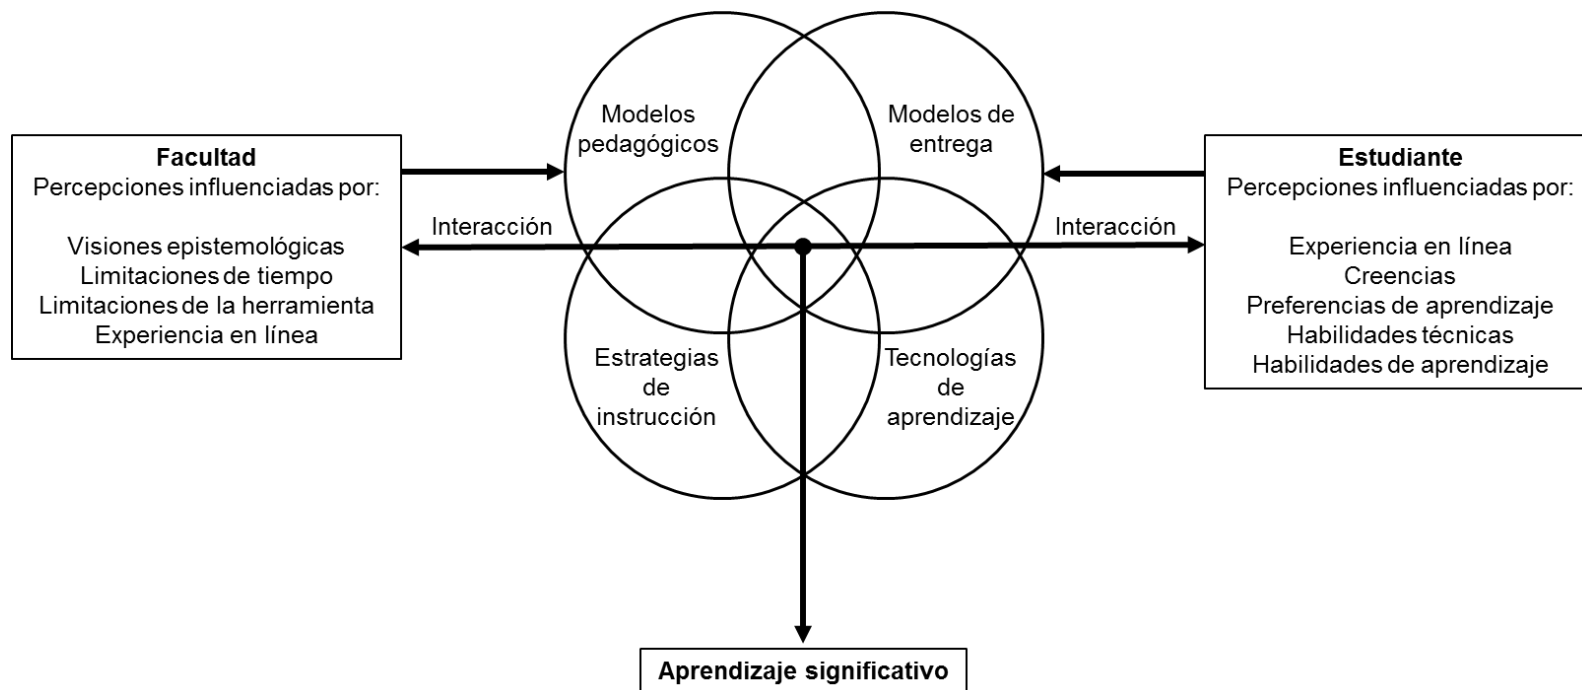 Modelos
pedagógicos
Modelos de
entrega
Facultad
Percepciones influenciadas por:
Visiones epistemológicas
Limitaciones de tiempo
Limitaciones de la herramienta
Experiencia en línea
Interacción
Interacción
Estudiante
Percepciones influenciadas por:
Experiencia en línea
Creencias
Preferencias de aprendizaje
Habilidades técnicas
Habilidades de aprendizaje
Estrategias
de
instrucción
Tecnologías
de
aprendizaje
Aprendizaje significativo